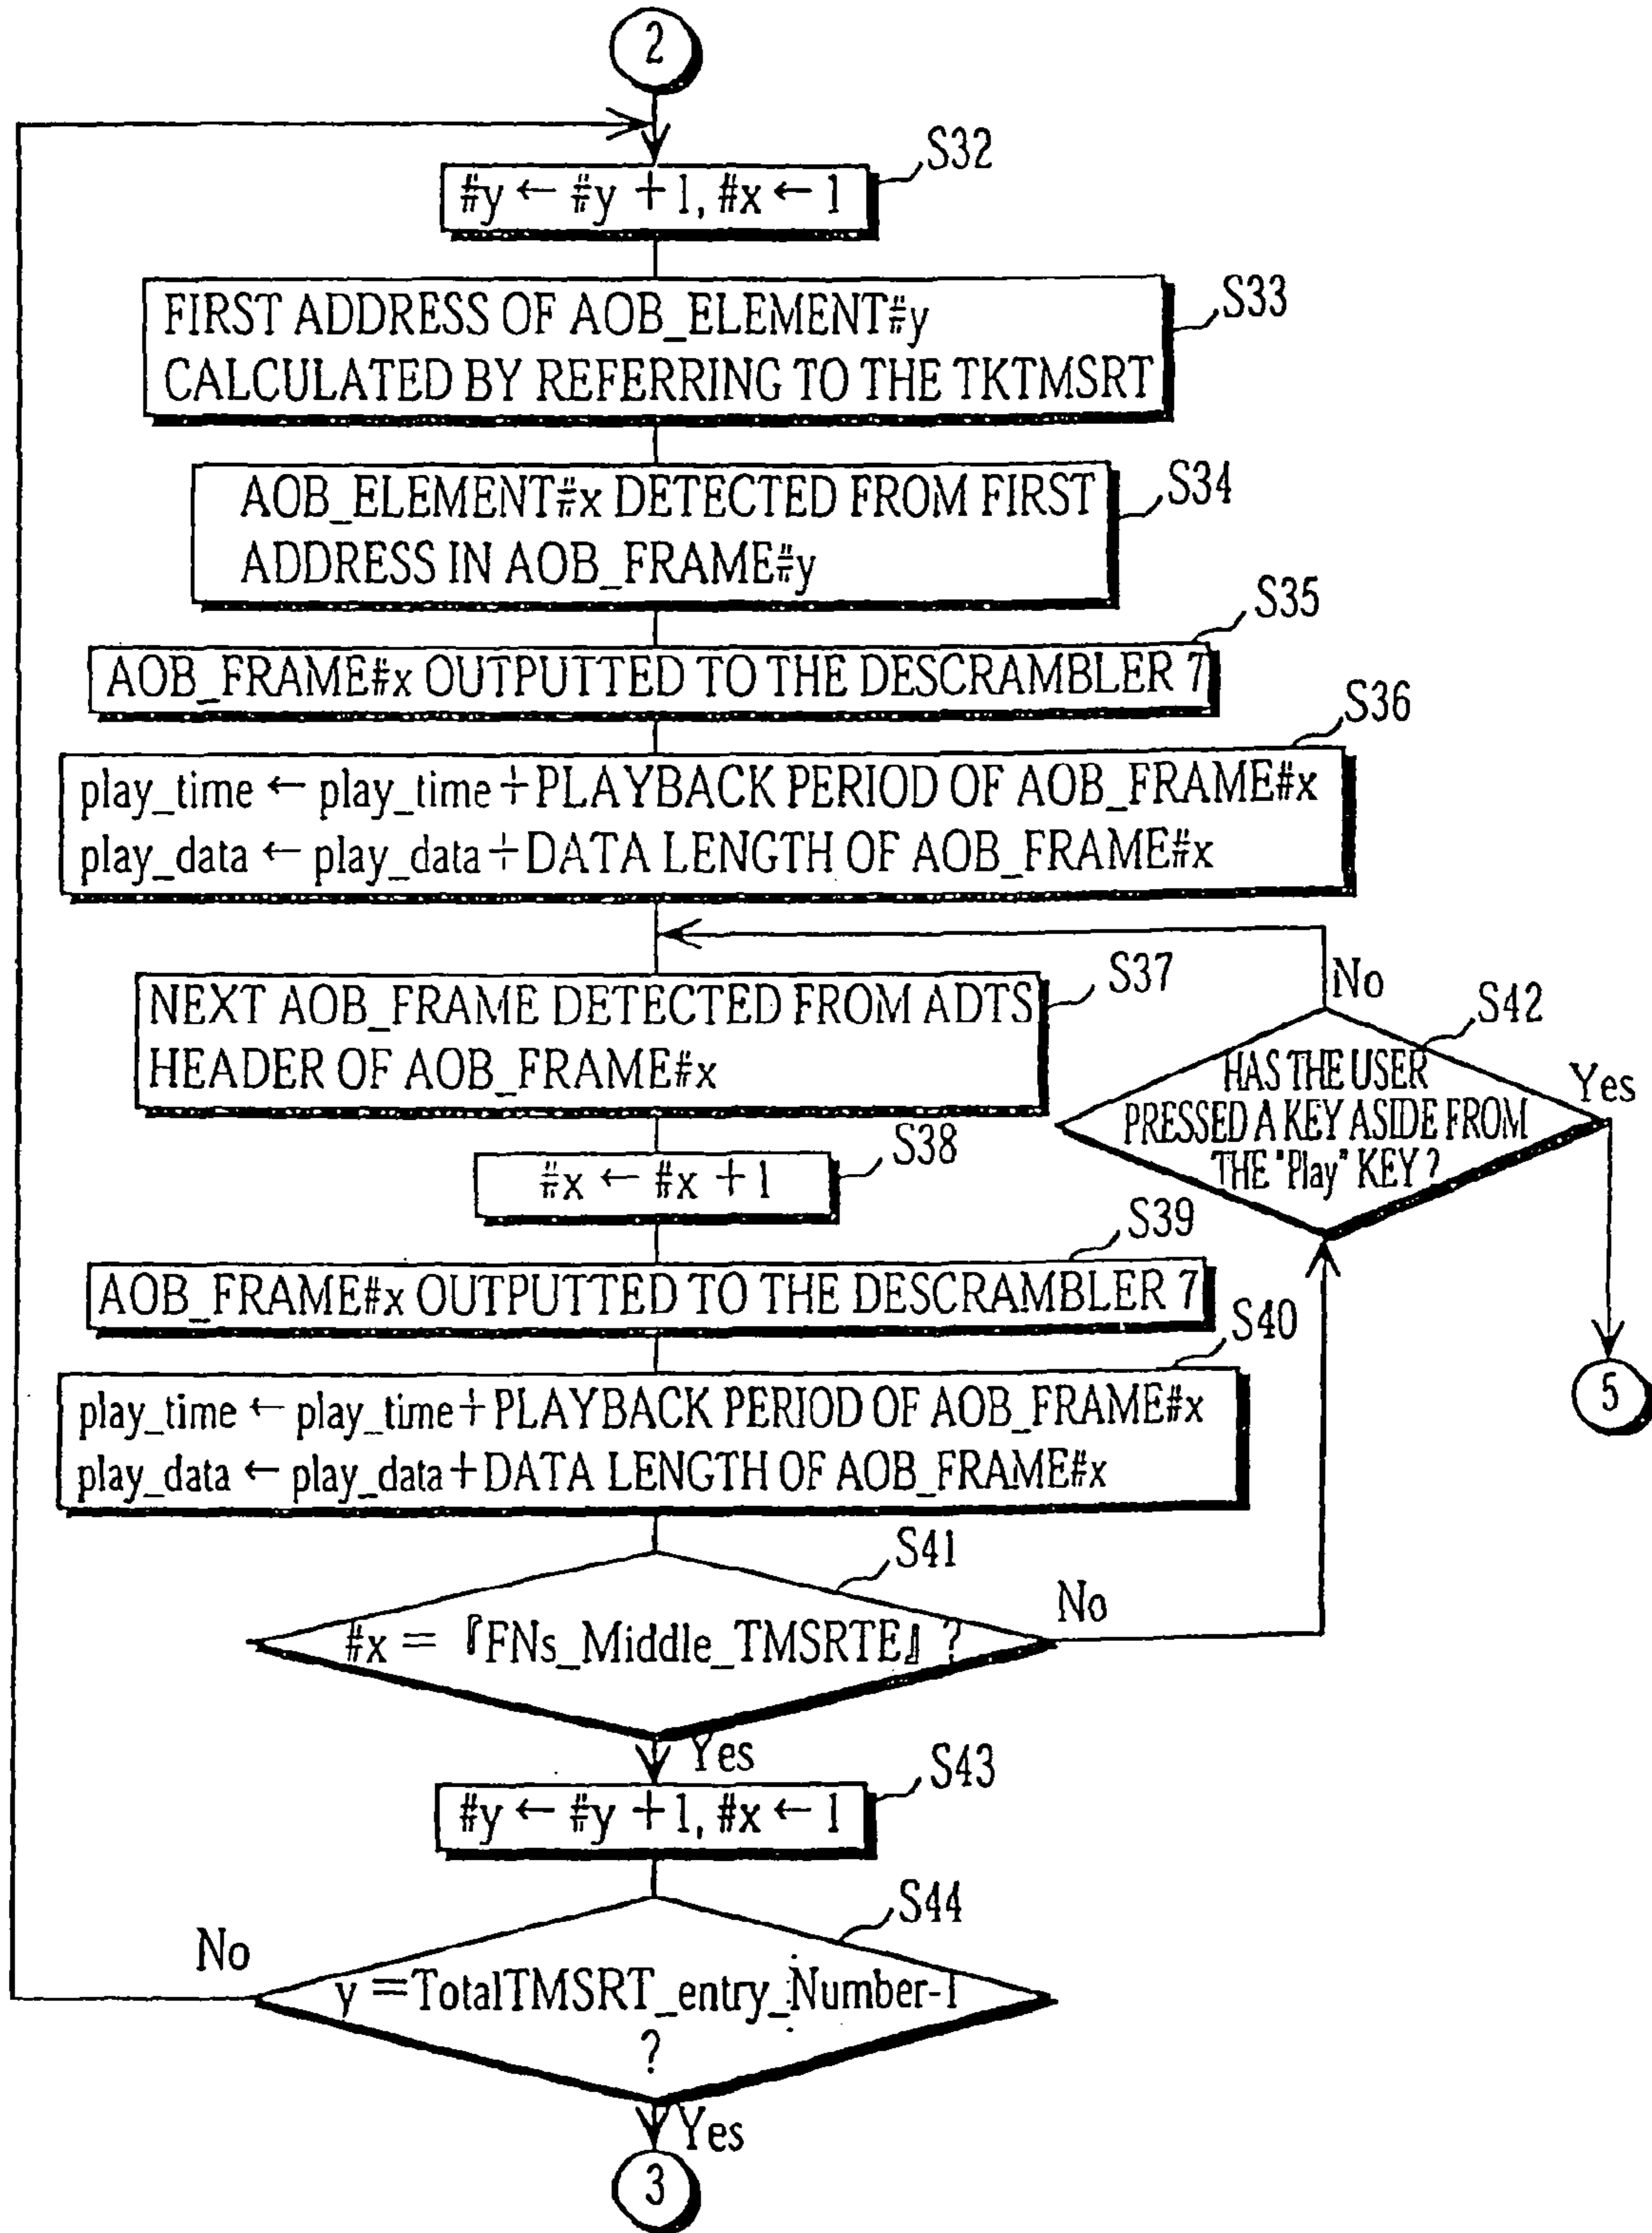 2
S32
#y ← #y + 1, #x ← 1
S33
FIRST ADDRESS OF AOB_ELEMENT#y
CALCULATED BY REFERRING TO THE TKTMSRT
S34
AOB_ELEMENT#x DETECTED FROM FIRST
ADDRESS IN AOB_FRAME#y
S35
AOB_FRAME#x OUTPUTTED TO THE DESCRAMBLER 7
S36
play_time ← play_time + PLAYBACK PERIOD OF AOB_FRAME#x
play_data ← play_data + DATA LENGTH OF AOB_FRAME#x
S37
NEXT AOB_FRAME DETECTED FROM ADTS
HEADER OF AOB_FRAME#x
No
S42
HAS THE USER
PRESSED A KEY ASIDE FROM
THE "Play" KEY ?
Yes
5
S38
#x ← #x + 1
S39
AOB_FRAME#x OUTPUTTED TO THE DESCRAMBLER 7
S40
play_time ← play_time + PLAYBACK PERIOD OF AOB_FRAME#x
play_data ← play_data + DATA LENGTH OF AOB_FRAME#x
S41
#x = 『FNs_Middle_TMSRTE』 ?
No
Yes
S43
#y ← #y + 1, #x ← 1
S44
No
y = TotalTMSRT_entry_Number-1
?
Yes
3